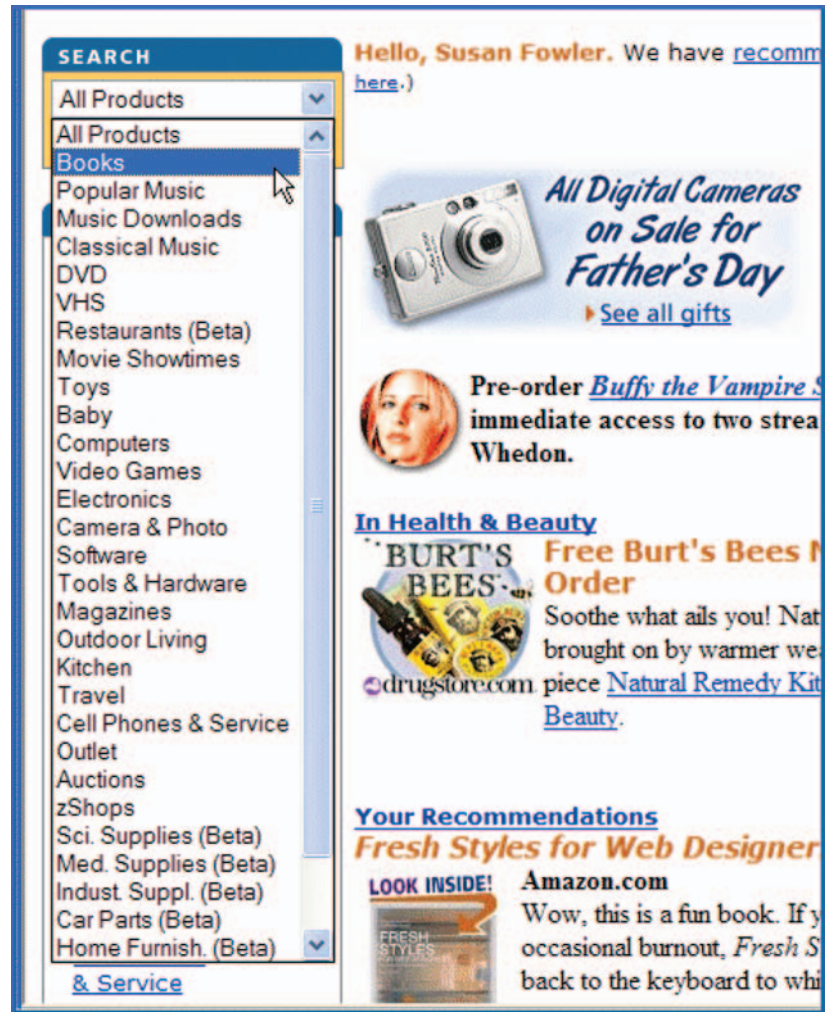 SEARCH
All Products
All Products
Books
Popular Music
Music Downloads
Classical Music
DVD
VHS
Restaurants (Beta)
Movie Showtimes
Toys
Baby
Computers
Video Games
Electronics
Camera & Photo
Software
Tools & Hardware
Magazines
Outdoor Living
Kitchen
Travel
Cell Phones & Service
Outlet
Auctions
zShops
Sci. Supplies (Beta)
Med. Supplies (Beta)
Indust. Suppl. (Beta)
Car Parts (Beta)
Home Furnish. (Beta)
& Service
Hello, Susan Fowler. We have recomm
here.)
All Digital Cameras
on Sale for
Father's Day
See all gifts
Pre-order Buffy the Vampire S
immediate access to two strea
Whedon.
In Health & Beauty
BURT'S
BEES
drugstore.com
Free Burt's Bees N
Order
Soothe what ails you! Nat
brought on by warmer wea
piece Natural Remedy Kit
Beauty.
Your Recommendations
Fresh Styles for Web Designer
LOOK INSIDE!
FRESH
STYLES
Amazon.com
Wow, this is a fun book. If y
occasional burnout, Fresh S
back to the keyboard to whi